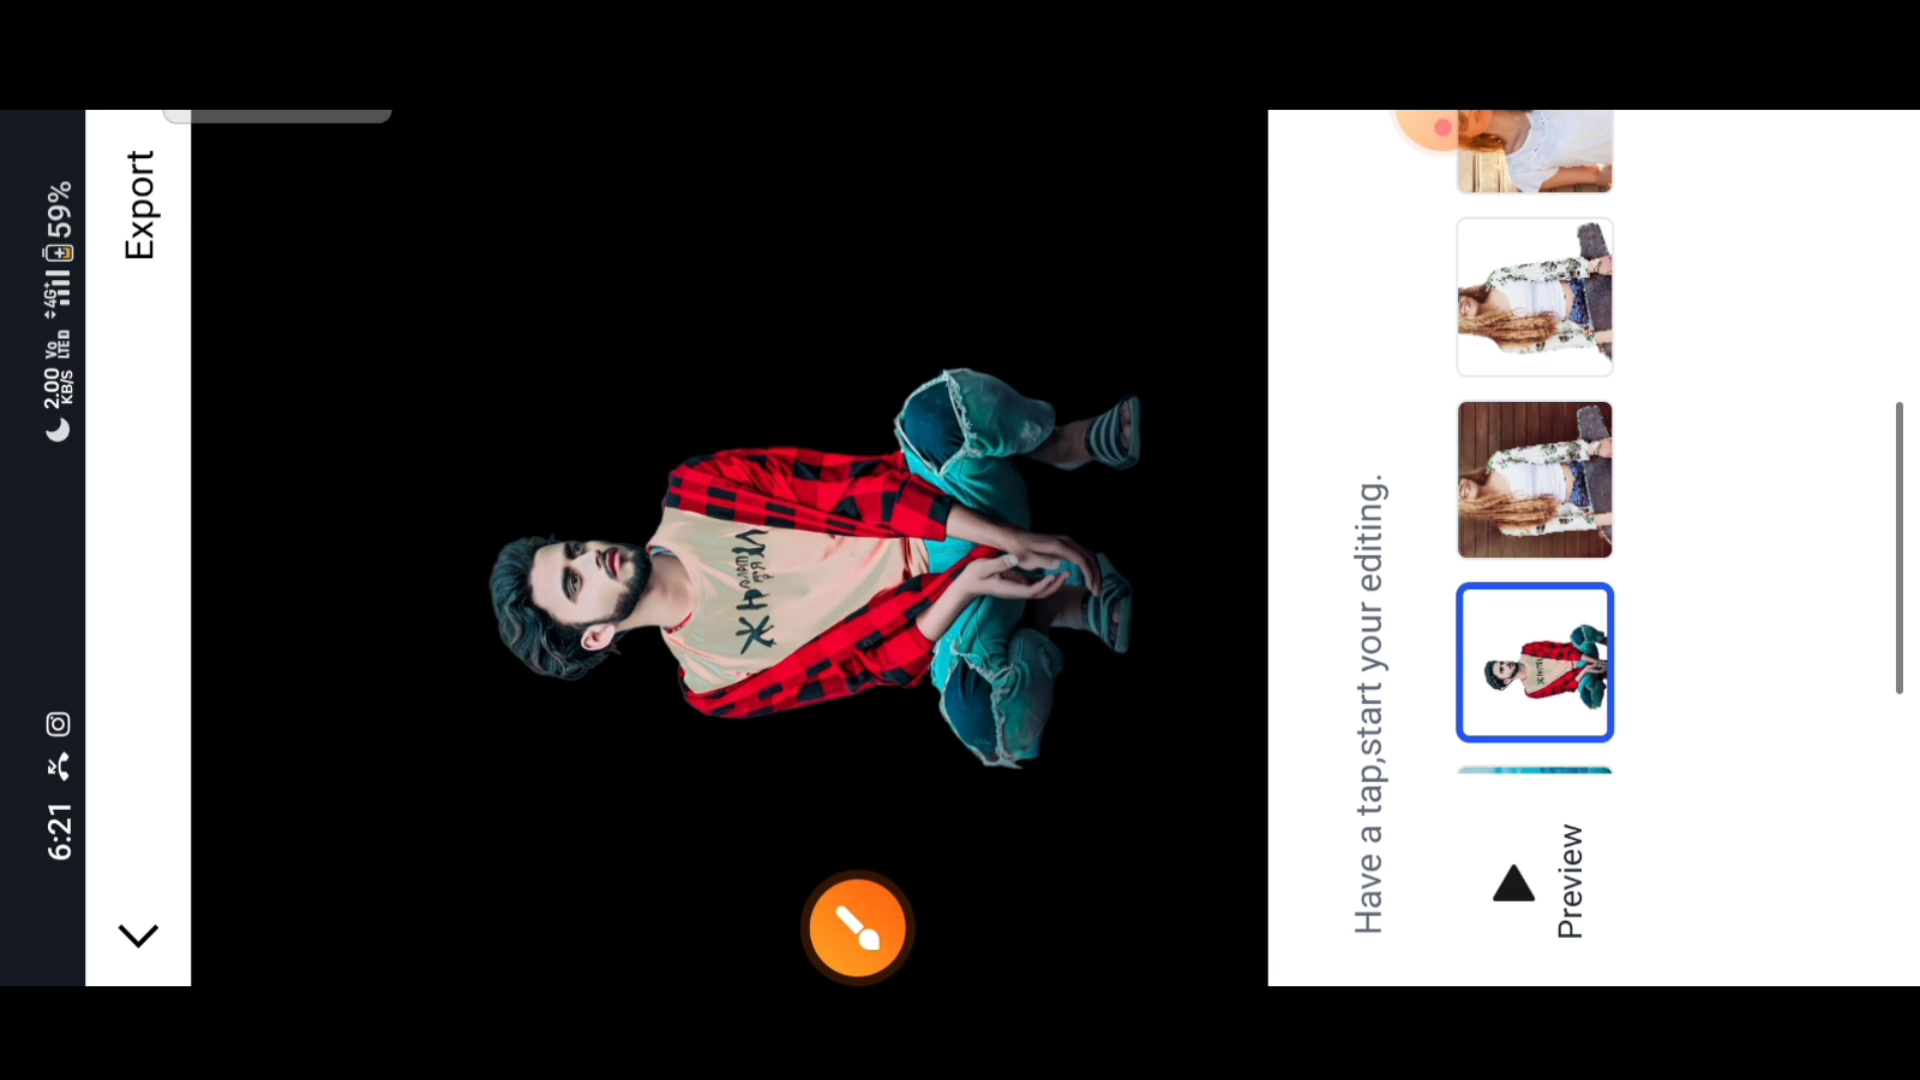 6:21
2.00 KB/S
Vo LTE
4G+
59%
Export
Have a tap,start your editing.
Preview